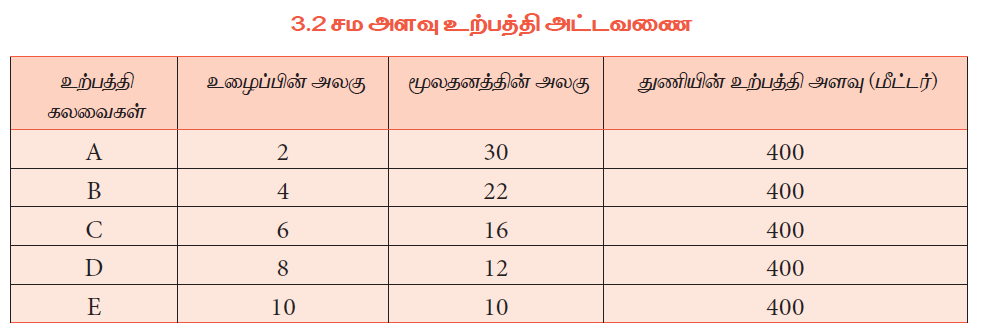 3.2 சம அளவு உற்பத்தி அட்டவணை
உற்பத்தி கலவைகள் உழைப்பின் அலகு மூலதனத்தின் அலகு துணியின் உற்பத்தி அளவு (மீட்டர்)
A 2 30 400
B 4 22 400
C 6 16 400
D 8 12 400
E 10 10 400